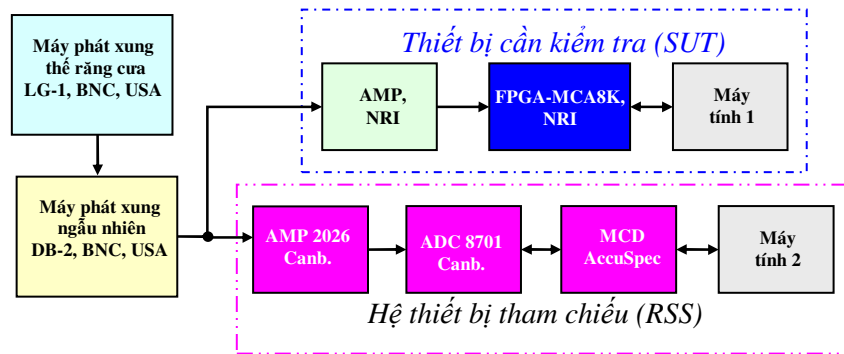 Máy phát xung
thế răng cưa
LG-1, BNC, USA
Thiết bị cần kiểm tra (SUT)
AMP,
NRI
FPGA-MCA8K,
NRI
Máy
tính 1
Máy phát xung
ngẫu nhiên
DB-2, BNC, USA
AMP 2026
Canb.
ADC 8701
Canb.
MCD
AccuSpec
Máy
tính 2
Hệ thiết bị tham chiếu (RSS)